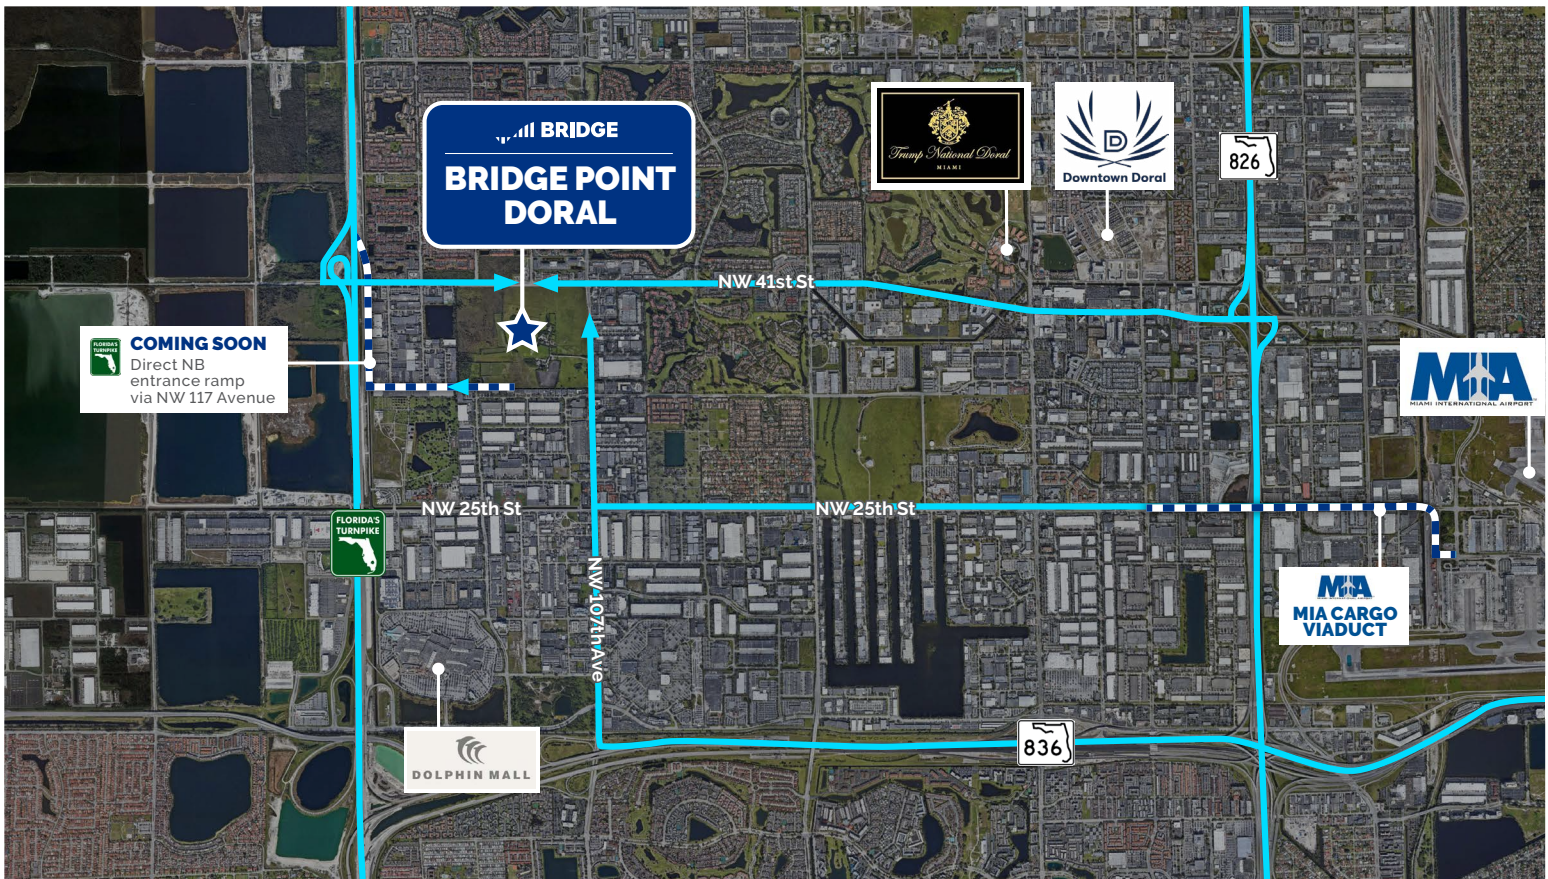 BRIDGE
BRIDGE POINT
DORAL
Trump National Doral
MIAMI
D
Downtown Doral
826
NW 41st St
FLORIDA'S
TURNPIKE
COMING SOON
Direct NB
entrance ramp
via NW 117 Avenue
MIA
MIAMI INTERNATIONAL AIRPORT
NW 25th St
NW 25th St
FLORIDA'S
TURNPIKE
NW 107th Ave
MIA
MIA CARGO
VIADUCT
836
DOLPHIN MALL